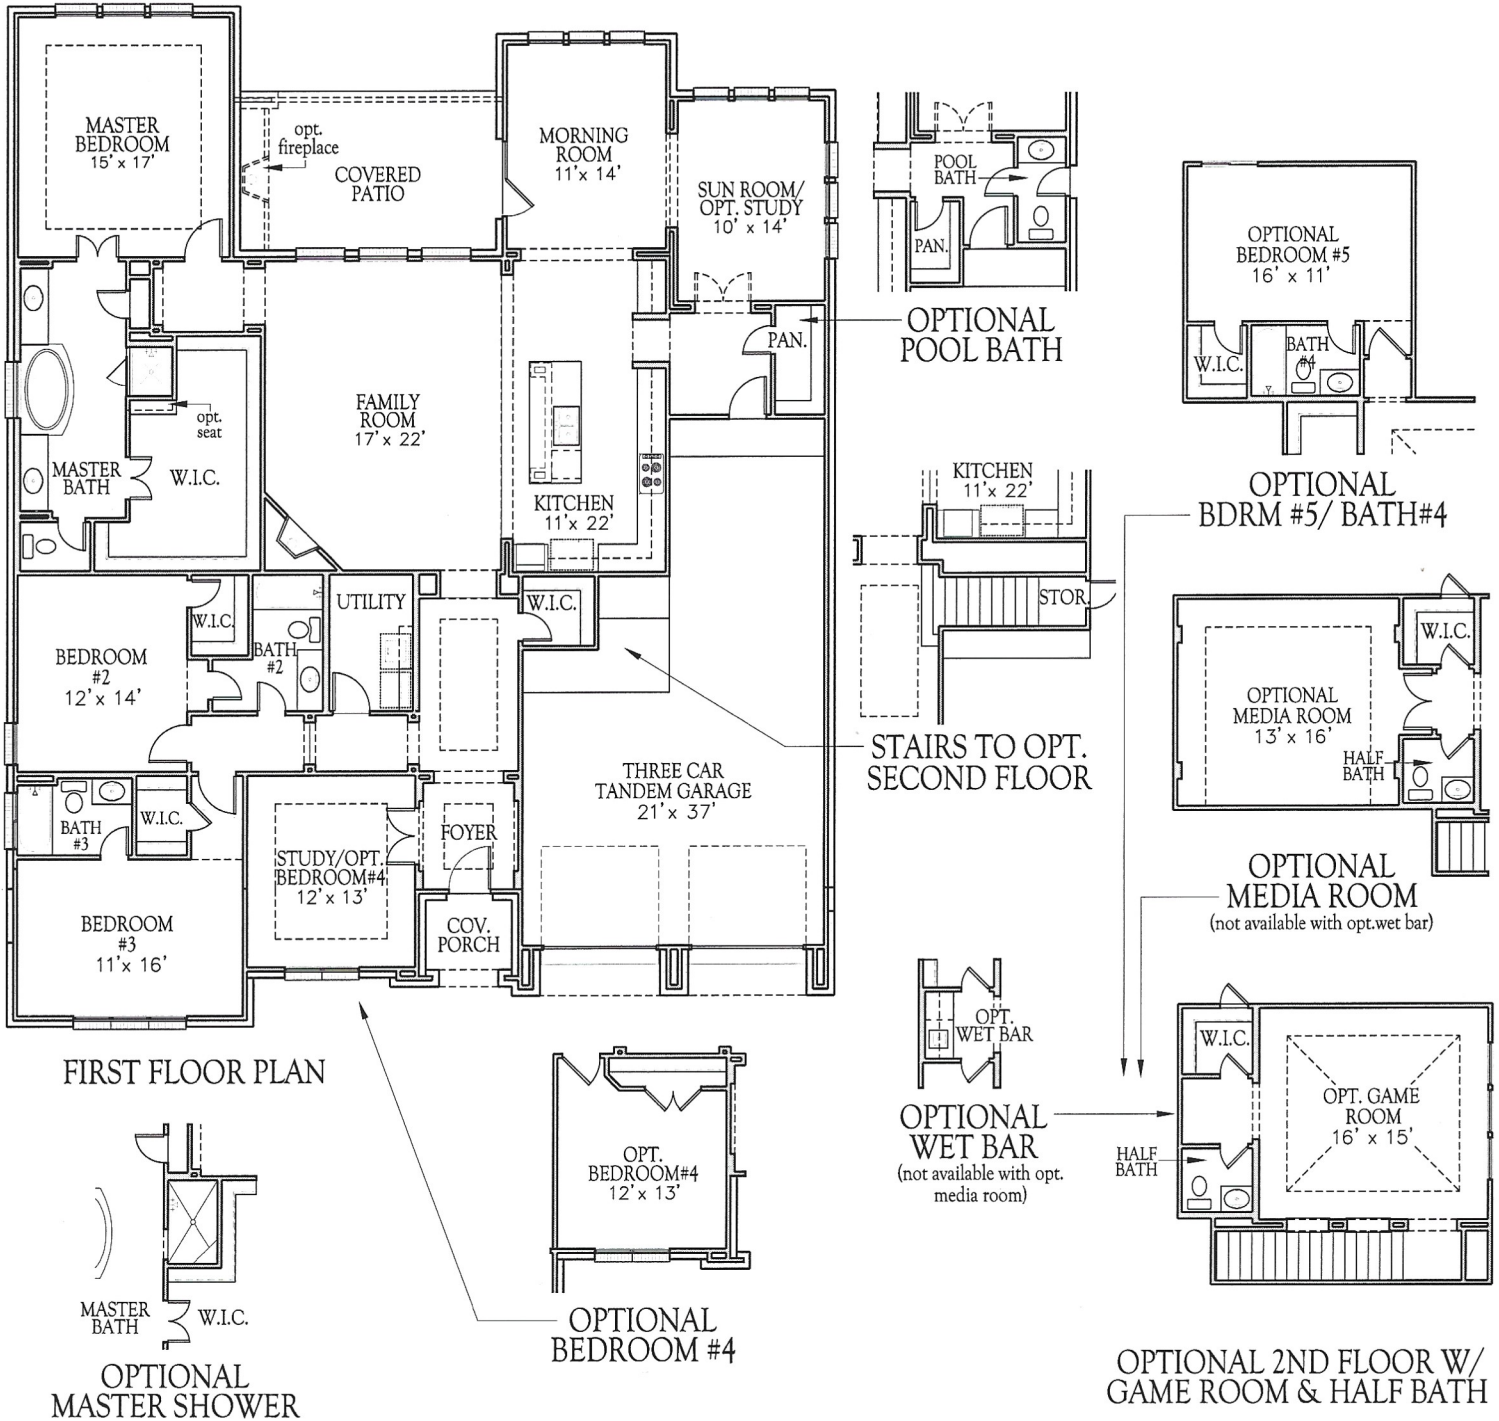 MASTER
BEDROOM
15' x 17'
opt.
fireplace
COVERED
PATIO
MORNING
ROOM
11' x 14'
SUN ROOM/
OPT. STUDY
10' x 14'
PAN.
FAMILY
ROOM
17' x 22'
opt.
seat
MASTER
BATH
W.I.C.
KITCHEN
11' x 22'
W.I.C.
BEDROOM
#2
12' x 14'
W.I.C.
BATH
#2
UTILITY
THREE CAR
TANDEM GARAGE
21' x 37'
BATH
#3
W.I.C.
STUDY/OPT.
BEDROOM#4
12' x 13'
FOYER
BEDROOM
#3
11' x 16'
COV.
PORCH
FIRST FLOOR PLAN
POOL
BATH
PAN.
OPTIONAL
POOL BATH
OPTIONAL
BEDROOM #5
16' x 11'
W.I.C.
BATH
#4
OPTIONAL
BDRM #5/ BATH#4
KITCHEN
11' x 22'
STOR.
STAIRS TO OPT.
SECOND FLOOR
W.I.C.
OPTIONAL
MEDIA ROOM
13' x 16'
HALF
BATH
OPTIONAL
MEDIA ROOM
(not available with opt.wet bar)
OPT.
WET BAR
OPTIONAL
WET BAR
(not available with opt.
media room)
W.I.C.
OPT. GAME
ROOM
16' x 15'
HALF
BATH
OPTIONAL 2ND FLOOR W/
GAME ROOM & HALF BATH
OPT.
BEDROOM#4
12' x 13'
OPTIONAL
BEDROOM #4
MASTER
BATH
W.I.C.
OPTIONAL
MASTER SHOWER